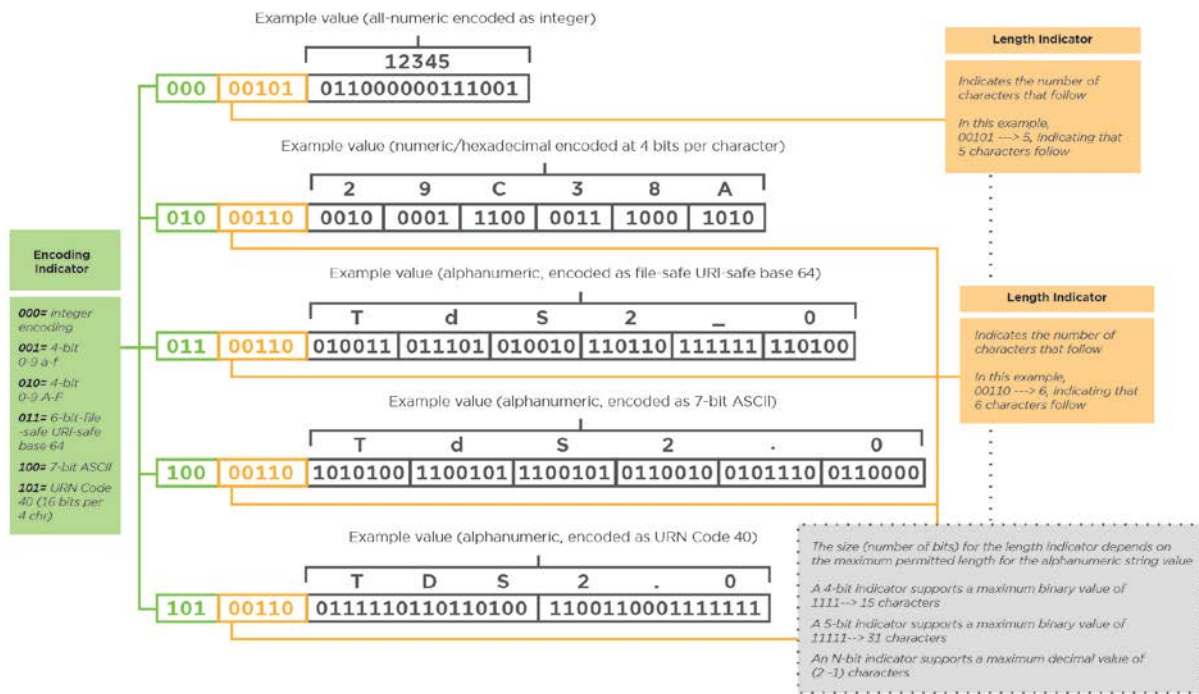 Example value (all-numeric encoded as integer)
12345
000 00101 011000000111001
Example value (numeric/hexadecimal encoded at 4 bits per character)
2 9 C 3 8 A
010 00110 0010 0001 1100 0011 1000 1010
Example value (alphanumeric, encoded as file-safe URI-safe base 64)
T d S 2 _ 0
011 00110 010011 011101 010010 110110 111111 110100
Example value (alphanumeric, encoded as 7-bit ASCII)
T d S 2 . 0
100 00110 1010100 1100101 1100101 0110010 0101110 0110000
Example value (alphanumeric, encoded as URN Code 40)
T D S 2 . 0
101 00110 0111110110110100 1100110001111111
Encoding
Indicator
000= integer
encoding
001= 4-bit
0-9 a-f
010= 4-bit
0-9 A-F
011= 6-bit-file
-safe URI-safe
base 64
100= 7-bit ASCII
101= URN Code
40 (16 bits per
4 chr)
Length Indicator
Indicates the number of
characters that follow
In this example,
00101 ---> 5, indicating that
5 characters follow
Length Indicator
Indicates the number of
characters that follow
In this example,
00110 ---> 6, indicating that
6 characters follow
The size (number of bits) for the length indicator depends on
the maximum permitted length for the alphanumeric string value
A 4-bit indicator supports a maximum binary value of
1111--> 15 characters
A 5-bit indicator supports a maximum binary value of
11111--> 31 characters
An N-bit indicator supports a maximum decimal value of
(2 -1) characters